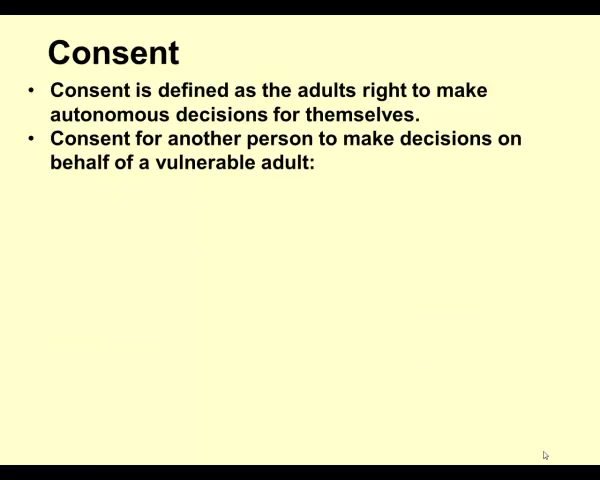 Consent
• Consent is defined as the adults right to make
autonomous decisions for themselves.
• Consent for another person to make decisions on
behalf of a vulnerable adult: